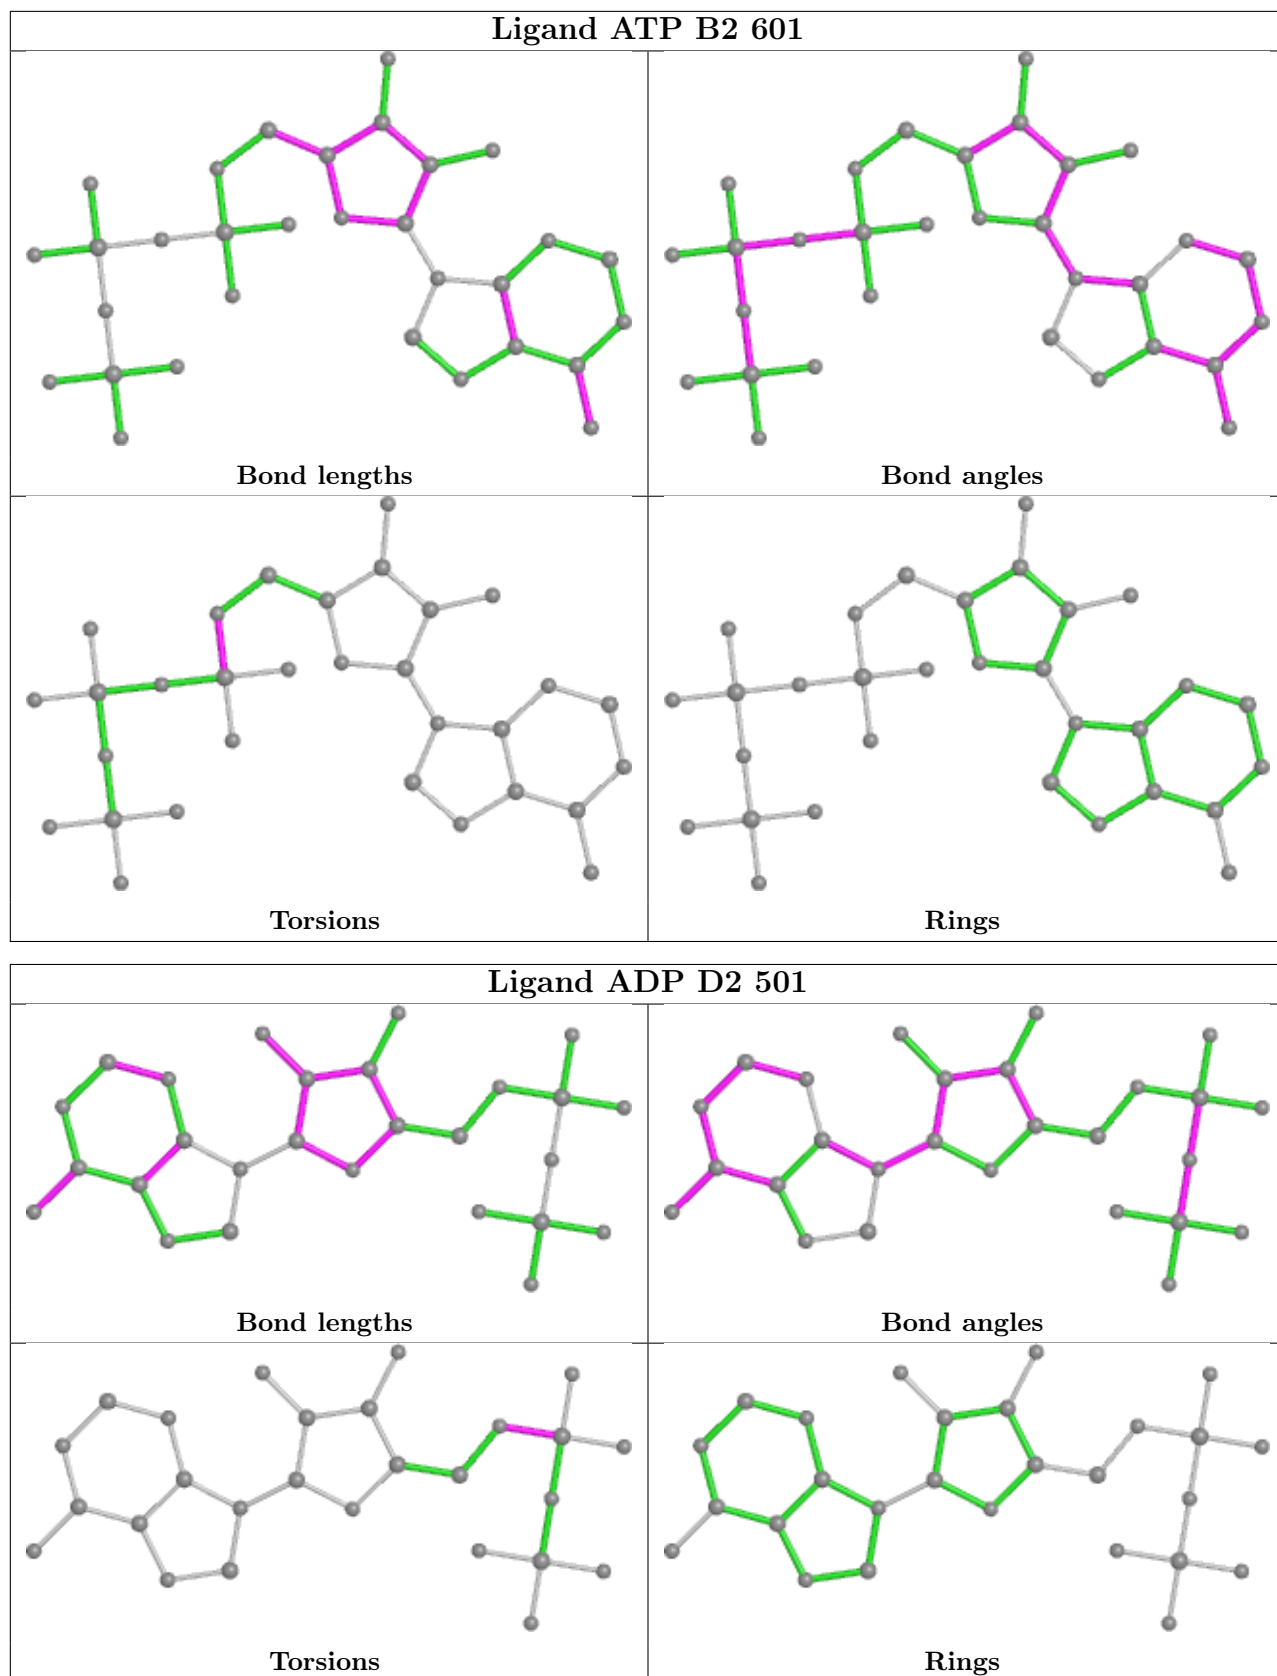 Ligand ATP B2 601
Bond lengths
Bond angles
Torsions
Rings
Ligand ADP D2 501
Bond lengths
Bond angles
Torsions
Rings